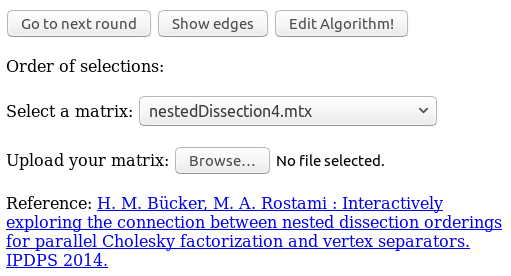 Go to next round Show edges Edit Algorithm!
Order of selections:
Select a matrix: nestedDissection4.mtx
Upload your matrix: Browse... No file selected.
Reference: H. M. Bücker, M. A. Rostami : Interactively
exploring the connection between nested dissection orderings
for parallel Cholesky factorization and vertex separators.
IPDPS 2014.